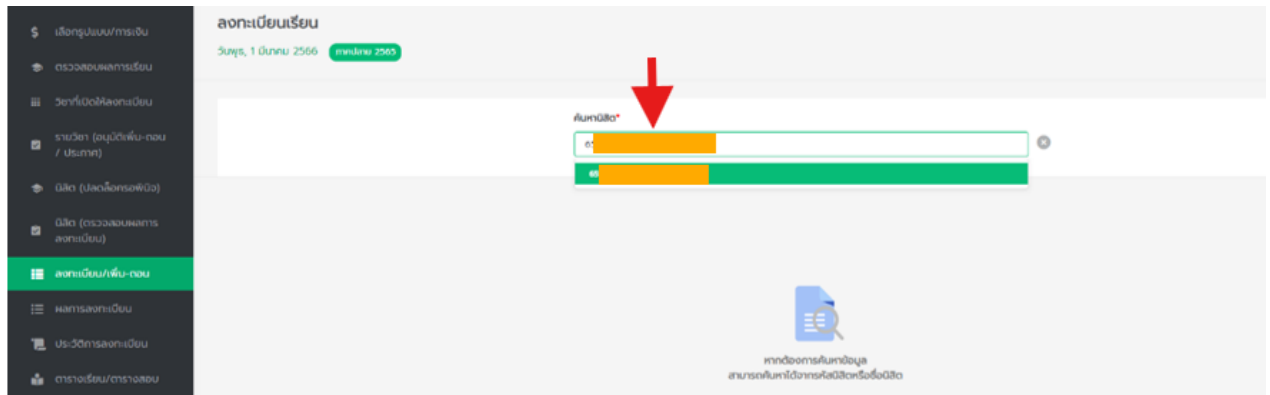 ลงทะเบียนเรียน
วันพุธ, 1 มีนาคม 2566 ภาคปลาย 2565
เลือกรูปแบบ/การเงิน
ตรวจสอบผลการเรียน
วิชาที่เปิดให้ลงทะเบียน
รายวิชา (อนุมัติเพิ่ม-ถอน
/ ประกาศ)
นิสิต (ปลดล็อกรอพินิจ)
นิสิต (ตรวจสอบผลการ
ลงทะเบียน)
ลงทะเบียน/เพิ่ม-ถอน
ผลการลงทะเบียน
ประวัติการลงทะเบียน
ตารางเรียน/ตารางสอบ
ค้นหานิสิต*
65
65
หากต้องการค้นหาข้อมูล
สามารถค้นหาได้จากรหัสนิสิตหรือชื่อนิสิต